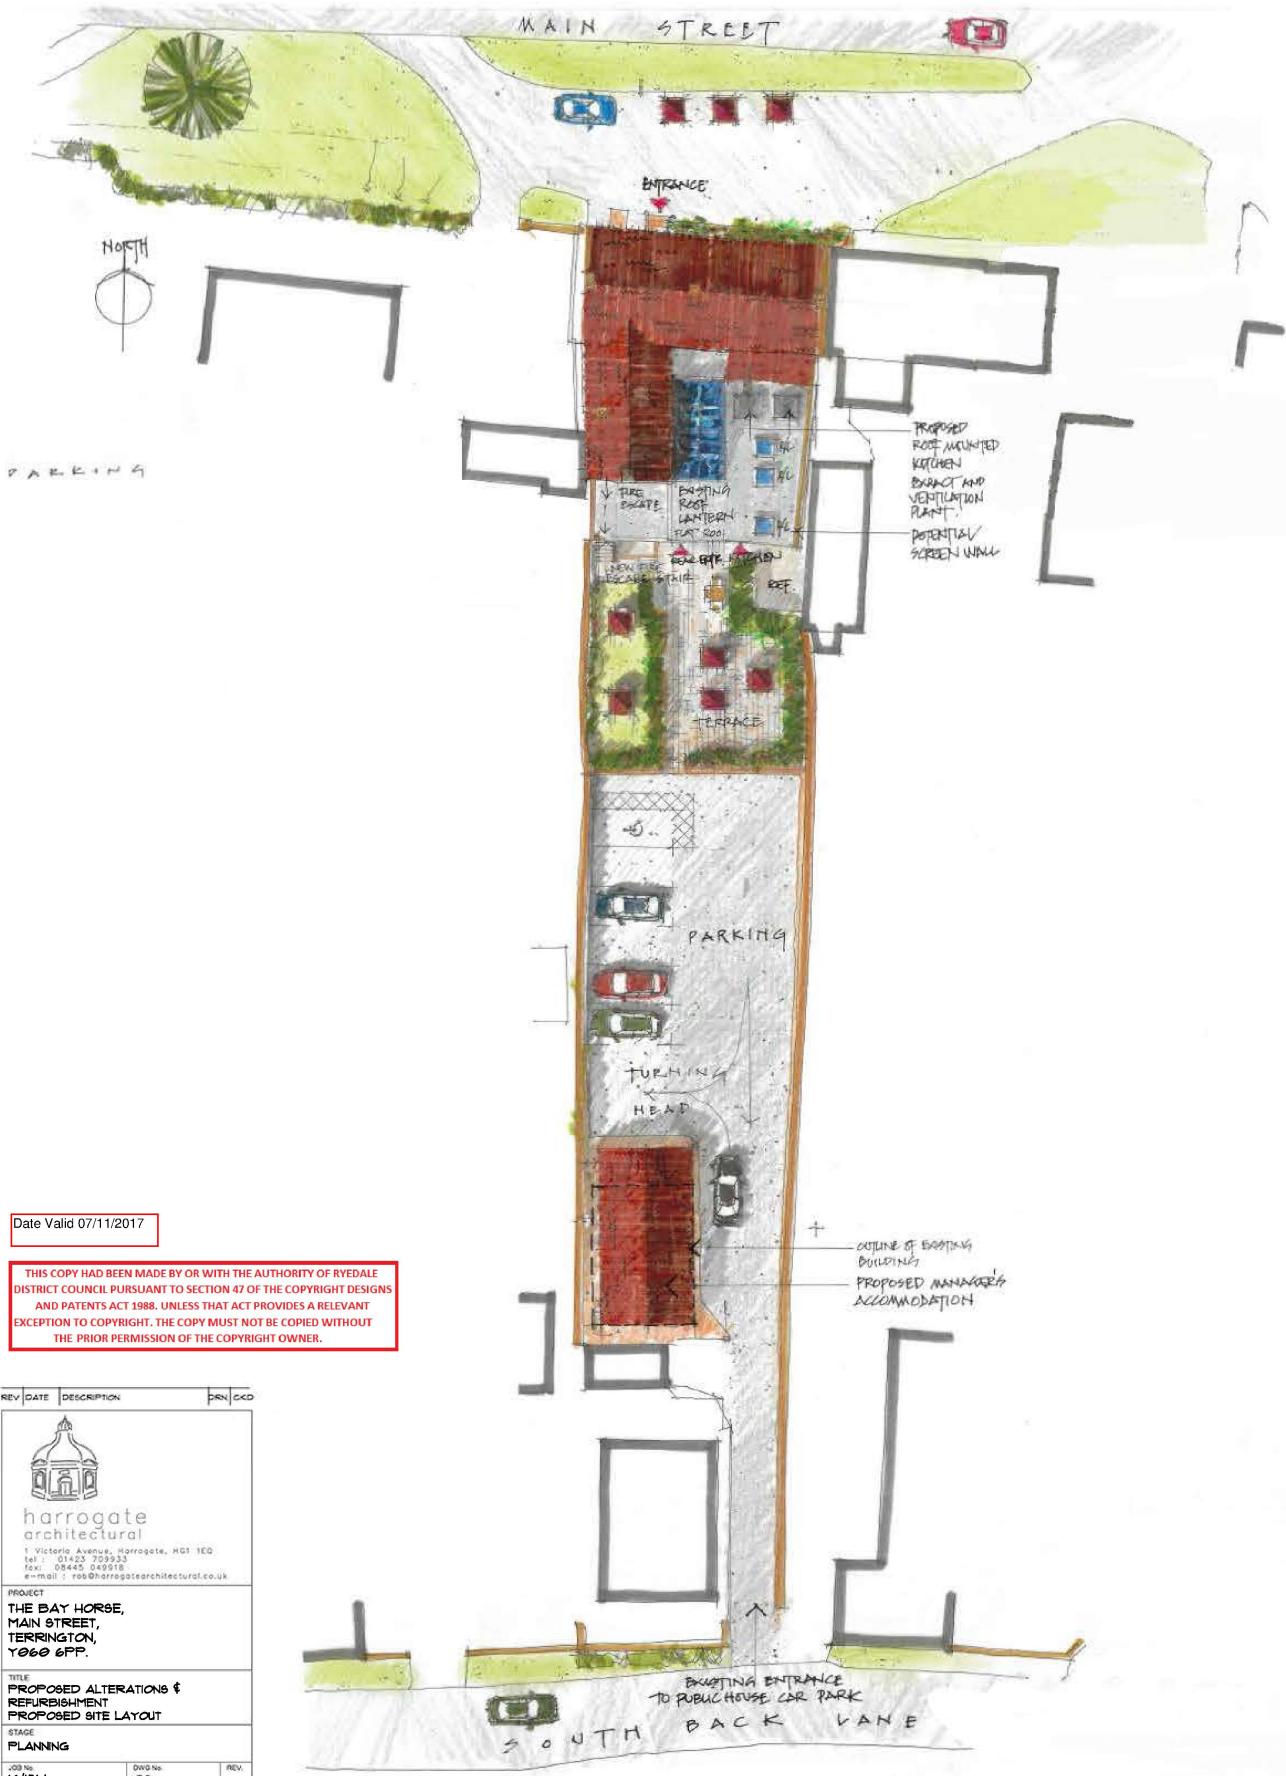 MAIN STREET
ENTRANCE
NORTH
PARKING
PROPOSED
ROOF MOUNTED
KITCHEN
EXRACT AND
VENTILATION
PLANT.
POTENTIAL
SCREEN WALL
A/C
A/C
A/C
FIRE
ESCAPE
EXISTING
ROOF
LANTERN
FLAT ROOF
KITCHEN
NEW FIRE
ESCAPE STAIR
REF.
TERRACE
PARKING
TURNING
HEAD
OUTLINE OF EXISTING
BUILDING
PROPOSED MANAGER'S
ACCOMMODATION
Date Valid 07/11/2017
THIS COPY HAD BEEN MADE BY OR WITH THE AUTHORITY OF RYEDALE
DISTRICT COUNCIL PURSUANT TO SECTION 47 OF THE COPYRIGHT DESIGNS
AND PATENTS ACT 1988. UNLESS THAT ACT PROVIDES A RELEVANT
EXCEPTION TO COPYRIGHT. THE COPY MUST NOT BE COPIED WITHOUT
THE PRIOR PERMISSION OF THE COPYRIGHT OWNER.
REV DATE DESCRIPTION DRN CKD
harrogate
architectural
1 Victoria Avenue, Harrogate, HG1 1EQ
tel : 01423 709933
fax: 08445 049918
e-mail : rob@harrogatearchitectural.co.uk
PROJECT
THE BAY HORSE,
MAIN STREET,
TERRINGTON,
YO60 6PP.
TITLE
PROPOSED ALTERATIONS &
REFURBISHMENT
PROPOSED SITE LAYOUT
STAGE
PLANNING
JOB No. DWG No. REV.
EXISTING ENTRANCE
TO PUBLIC HOUSE CAR PARK
SOUTH BACK LANE